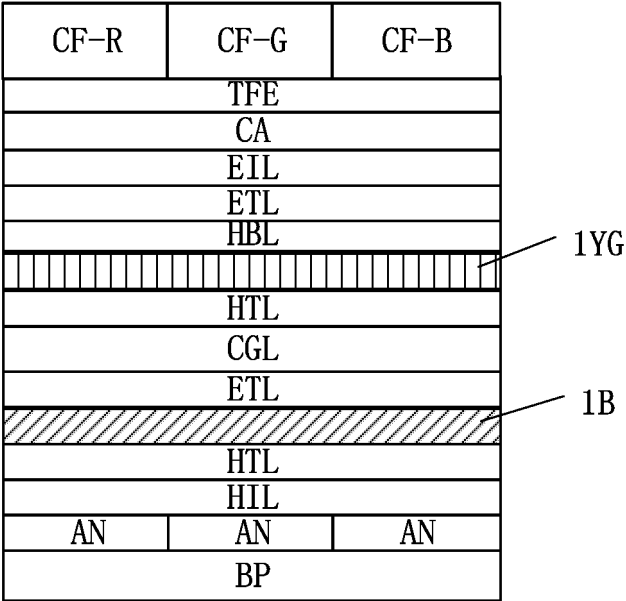 CF-R CF-G CF-B
TFE
CA
EIL
ETL
HBL
1YG
HTL
CGL
ETL
1B
HTL
HIL
AN AN AN
BP